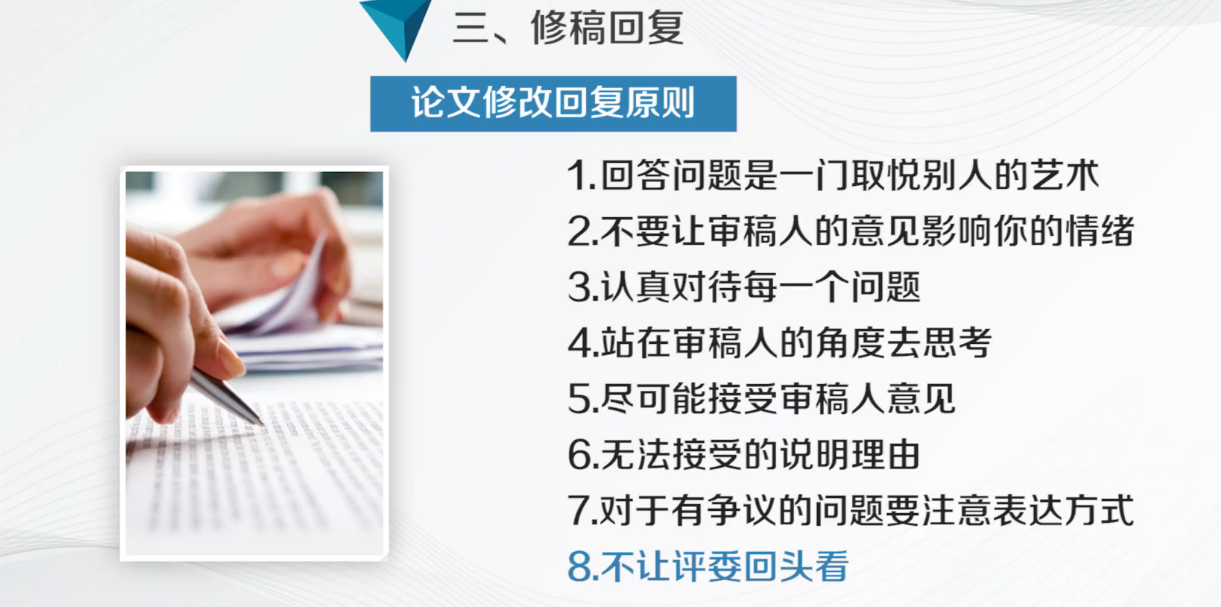 三、修稿回复
论文修改回复原则
1.回答问题是一门取悦别人的艺术
2.不要让审稿人的意见影响你的情绪
3.认真对待每一个问题
4.站在审稿人的角度去思考
5.尽可能接受审稿人意见
6.无法接受的说明理由
7.对于有争议的问题要注意表达方式
8.不让评委回头看